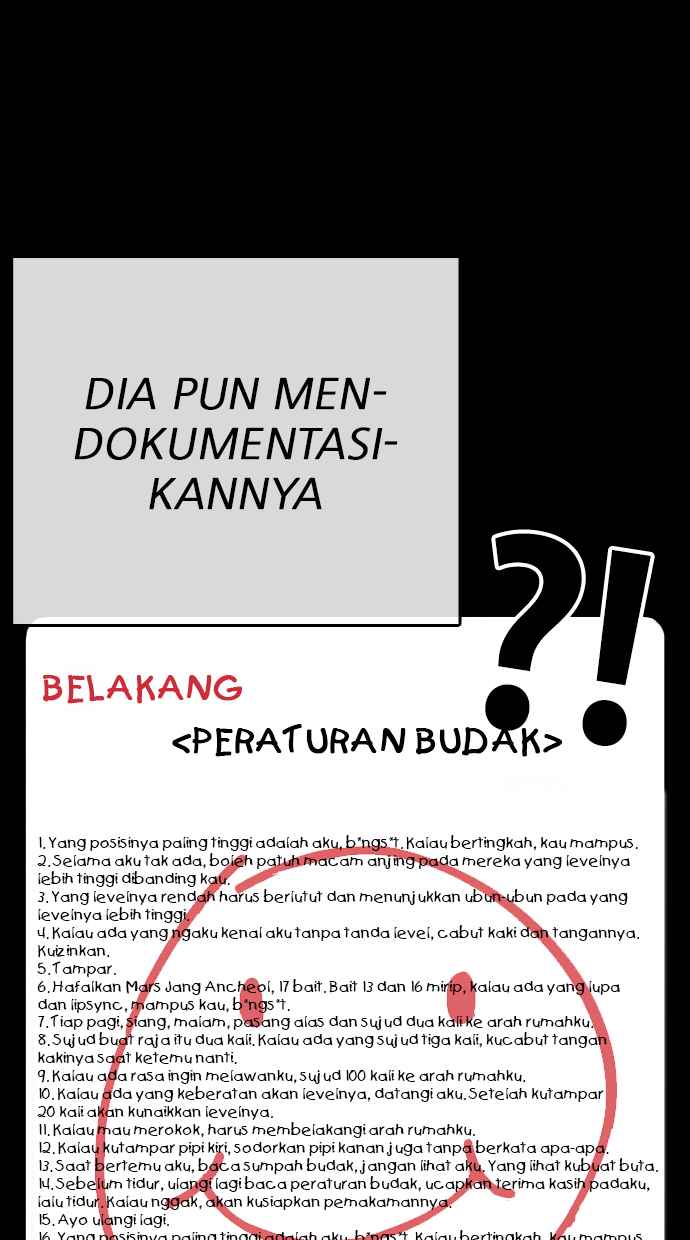 DIA PUN MEN-
DOKUMENTASI-
KANNYA
?!
BELAKANG
<PERATURAN BUDAK>
1. Yang posisinya paling tinggi adalah aku, b*ngs*t. Kalau bertingkah, kau mampus.
2. Selama aku tak ada, boleh patuh macam anjing pada mereka yang levelnya
lebih tinggi dibanding kau.
3. Yang levelnya rendah harus berlutut dan menunjukkan ubun-ubun pada yang
levelnya lebih tinggi.
4. Kalau ada yang ngaku kenal aku tanpa tanda level, cabut kaki dan tangannya.
Kuizinkan.
5. Tampar.
6. Hafalkan Mars Jang Ancheol, 17 bait. Bait 13 dan 16 mirip, kalau ada yang lupa
dan lipsync, mampus kau, b*ngs*t.
7. Tiap pagi, siang, malam, pasang alas dan sujud dua kali ke arah rumahku.
8. Sujud buat raja itu dua kali. Kalau ada yang sujud tiga kali, kucabut tangan
kakinya saat ketemu nanti.
9. Kalau ada rasa ingin melawanku, sujud 100 kali ke arah rumahku.
10. Kalau ada yang keberatan akan levelnya, datangi aku. Setelah kutampar
20 kali akan kunaikkan levelnya.
11. Kalau mau merokok, harus membelakangi arah rumahku.
12. Kalau kutampar pipi kiri, sodorkan pipi kanan juga tanpa berkata apa-apa.
13. Saat bertemu aku, baca sumpah budak, jangan lihat aku. Yang lihat kubuat buta.
14. Sebelum tidur, ulangi lagi baca peraturan budak, ucapkan terima kasih padaku,
lalu tidur. Kalau nggak, akan kusiapkan pemakamannya.
15. Ayo ulangi lagi.
16. Yang posisinya paling tinggi adalah aku, b*ngs*t. Kalau bertingkah, kau mampus.